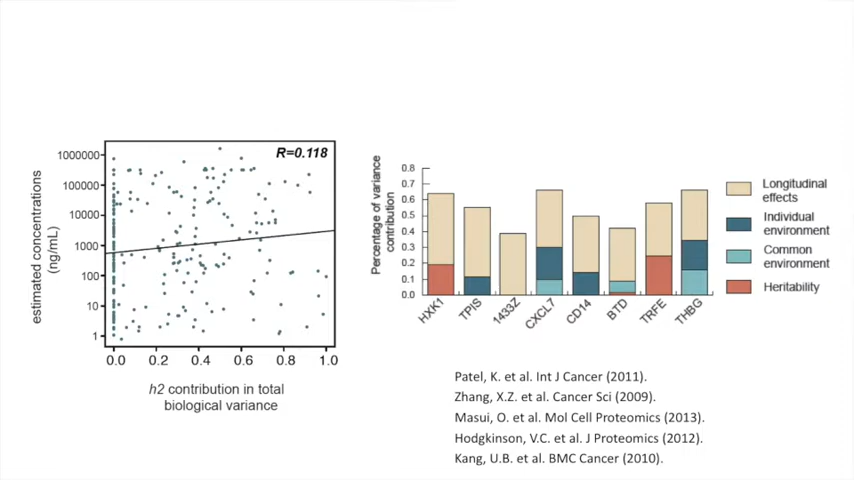 R=0.118
estimated concentrations
(ng/mL)
1000000
100000
10000
1000
100
10
1
0.0 0.2 0.4 0.6 0.8 1.0
h2 contribution in total
biological variance
Percentage of variance
contribution
0.8
0.7
0.6
0.5
0.4
0.3
0.2
0.1
0.0
HXK1 TPIS 1433Z CXCL7 CD14 BTD TRFE THBG
Longitudinal
effects
Individual
environment
Common
environment
Heritability
Patel, K. et al. Int J Cancer (2011).
Zhang, X.Z. et al. Cancer Sci (2009).
Masui, O. et al. Mol Cell Proteomics (2013).
Hodgkinson, V.C. et al. J Proteomics (2012).
Kang, U.B. et al. BMC Cancer (2010).